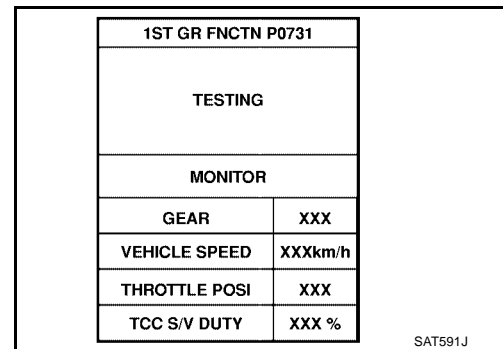 1ST GR FNCTN P0731
TESTING
MONITOR
GEAR XXX
VEHICLE SPEED XXXkm/h
THROTTLE POSI XXX
TCC S/V DUTY XXX %
SAT591J